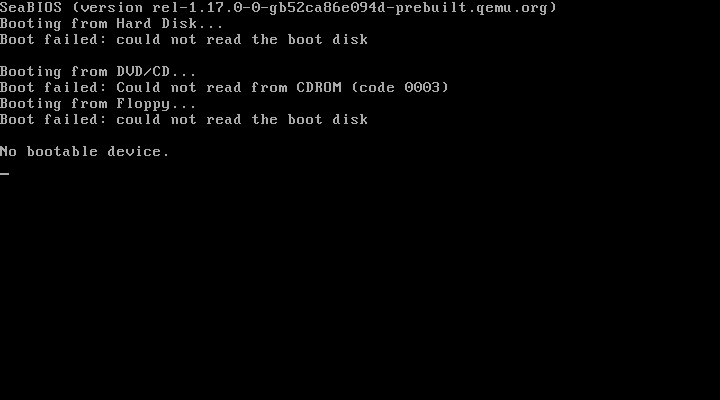 SeaBIOS (version rel-1.17.0-0-gb52ca86e094d-prebuilt.qemu.org)
Booting from Hard Disk...
Boot failed: could not read the boot disk
Booting from DVD/CD...
Boot failed: Could not read from CDROM (code 0003)
Booting from Floppy...
Boot failed: could not read the boot disk
No bootable device.